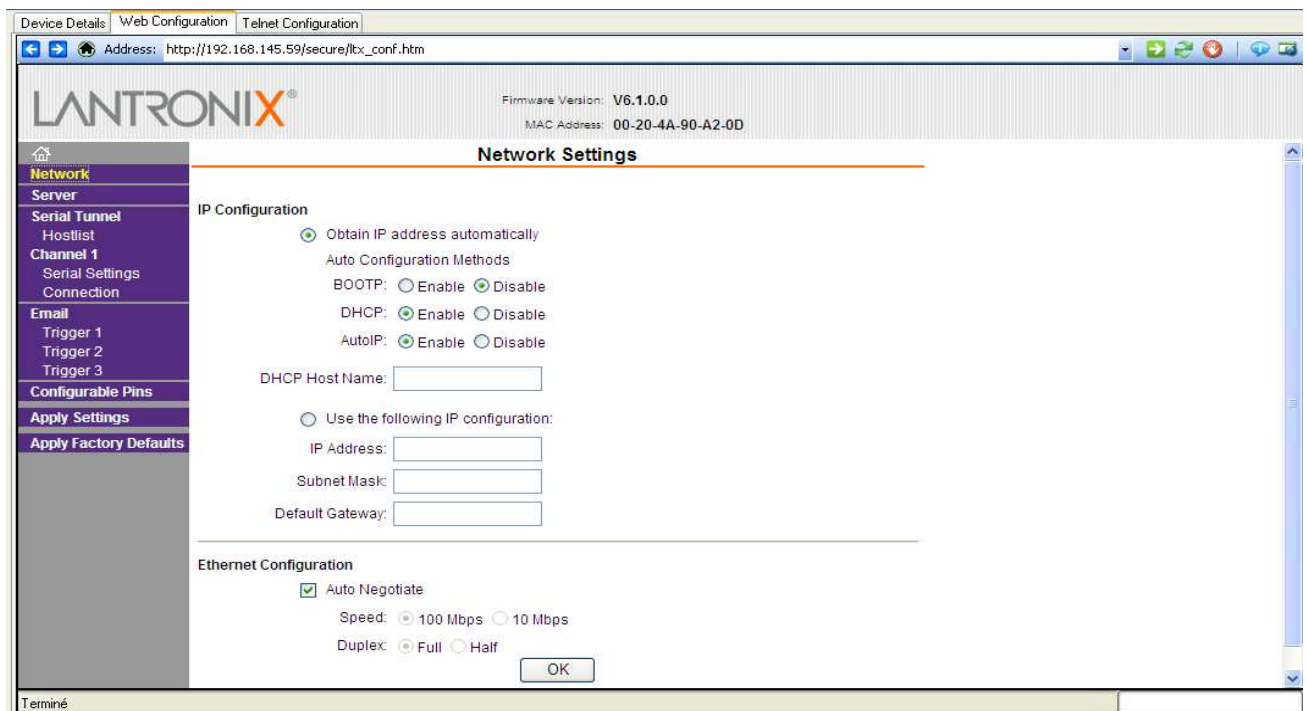 Device Details Web Configuration Telnet Configuration
Address: http://192.168.145.59/secure/ltx_conf.htm
LANTRONIX®
Firmware Version: V6.1.0.0
MAC Address: 00-20-4A-90-A2-0D
Network
Server
Serial Tunnel
Hostlist
Channel 1
Serial Settings
Connection
Email
Trigger 1
Trigger 2
Trigger 3
Configurable Pins
Apply Settings
Apply Factory Defaults
Network Settings
IP Configuration
Obtain IP address automatically
Auto Configuration Methods
BOOTP: Enable Disable
DHCP: Enable Disable
AutoIP: Enable Disable
DHCP Host Name:
Use the following IP configuration:
IP Address:
Subnet Mask:
Default Gateway:
Ethernet Configuration
Auto Negotiate
Speed: 100 Mbps 10 Mbps
Duplex: Full Half
OK
Terminé